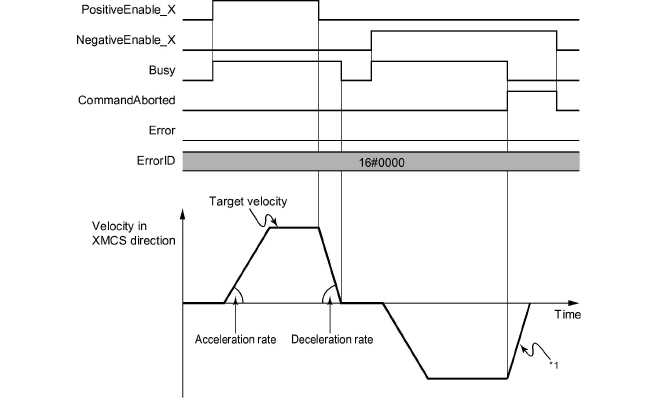 PositiveEnable_X
NegativeEnable_X
Busy
CommandAborted
Error
ErrorID
16#0000
Target velocity
Velocity in
XMCS direction
Time
Acceleration rate
Deceleration rate
*1